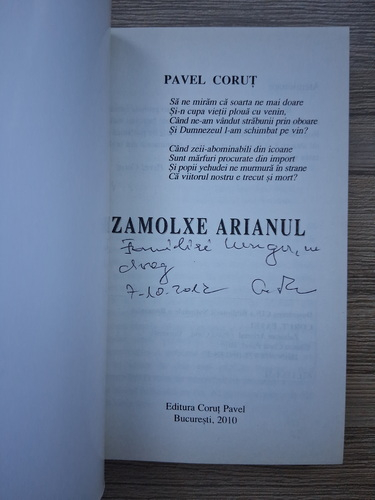 PAVEL CORUȚ
Să ne mirăm că soarta ne mai doare
Și-n cupa vieții plouă cu venin,
Când ne-am vândut străbunii prin oboare
Și Dumnezeul l-am schimbat pe vin?
Când zeii-abominabili din icoane
Sunt mărfuri procurate din import
Și popii yehudei ne murmură în strane
Că viitorul nostru e trecut și mort?
ZAMOLXE ARIANUL
Familiei cu
drag
7-10.2012
Editura Coruț Pavel
București, 2010